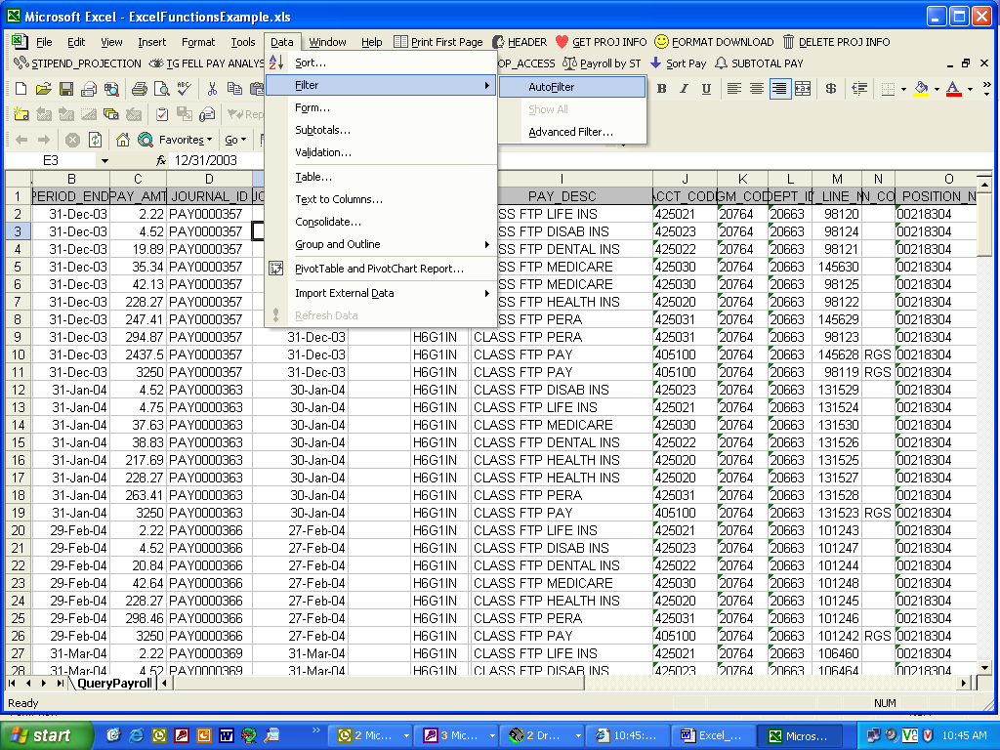 Microsoft Excel - ExcelFunctionsExample.xls
File Edit View Insert Format Tools Data Window Help Print First Page HEADER GET PROJ INFO FORMAT DOWNLOAD DELETE PROJ INFO
STIPEND_PROJECTION TG FELL PAY ANALYS OP_ACCESS Payroll by ST Sort Pay SUBTOTAL PAY
Sort...
Filter
Form...
Subtotals...
Validation...
Table...
Text to Columns...
Consolidate...
Group and Outline
PivotTable and PivotChart Report...
Import External Data
Refresh Data
AutoFilter
Show All
Advanced Filter...
B I U $
Rep
Favorites Go
E3 fx 12/31/2003
B C D I J K L M N O
1 PERIOD_END PAY_AMT JOURNAL_ID PAY_DESC ACCT_COD GM_COD DEPT_ID _LINE_N N_CO POSITION_N
2 31-Dec-03 2.22 PAY0000357 CLASS FTP LIFE INS 425021 20764 20663 98120 00218304
3 31-Dec-03 4.52 PAY0000357 CLASS FTP DISAB INS 425023 20764 20663 98124 00218304
4 31-Dec-03 19.89 PAY0000357 CLASS FTP DENTAL INS 425022 20764 20663 98121 00218304
5 31-Dec-03 35.34 PAY0000357 CLASS FTP MEDICARE 425030 20764 20663 145630 00218304
6 31-Dec-03 42.13 PAY0000357 CLASS FTP MEDICARE 425030 20764 20663 98125 00218304
7 31-Dec-03 228.27 PAY0000357 CLASS FTP HEALTH INS 425020 20764 20663 98122 00218304
8 31-Dec-03 247.41 PAY0000357 CLASS FTP PERA 425031 20764 20663 145629 00218304
9 31-Dec-03 294.87 PAY0000357 31-Dec-03 H6G1IN CLASS FTP PERA 425031 20764 20663 98123 00218304
10 31-Dec-03 2437.5 PAY0000357 31-Dec-03 H6G1IN CLASS FTP PAY 405100 20764 20663 145628 RGS 00218304
11 31-Dec-03 3250 PAY0000357 31-Dec-03 H6G1IN CLASS FTP PAY 405100 20764 20663 98119 RGS 00218304
12 31-Jan-04 4.52 PAY0000363 30-Jan-04 H6G1IN CLASS FTP DISAB INS 425023 20764 20663 131529 00218304
13 31-Jan-04 4.75 PAY0000363 30-Jan-04 H6G1IN CLASS FTP LIFE INS 425021 20764 20663 131524 00218304
14 31-Jan-04 37.63 PAY0000363 30-Jan-04 H6G1IN CLASS FTP MEDICARE 425030 20764 20663 131530 00218304
15 31-Jan-04 38.83 PAY0000363 30-Jan-04 H6G1IN CLASS FTP DENTAL INS 425022 20764 20663 131526 00218304
16 31-Jan-04 217.69 PAY0000363 30-Jan-04 H6G1IN CLASS FTP HEALTH INS 425020 20764 20663 131525 00218304
17 31-Jan-04 228.27 PAY0000363 30-Jan-04 H6G1IN CLASS FTP HEALTH INS 425020 20764 20663 131527 00218304
18 31-Jan-04 263.41 PAY0000363 30-Jan-04 H6G1IN CLASS FTP PERA 425031 20764 20663 131528 00218304
19 31-Jan-04 3250 PAY0000363 30-Jan-04 H6G1IN CLASS FTP PAY 405100 20764 20663 131523 RGS 00218304
20 29-Feb-04 2.22 PAY0000366 27-Feb-04 H6G1IN CLASS FTP LIFE INS 425021 20764 20663 101243 00218304
21 29-Feb-04 4.52 PAY0000366 27-Feb-04 H6G1IN CLASS FTP DISAB INS 425023 20764 20663 101247 00218304
22 29-Feb-04 20.84 PAY0000366 27-Feb-04 H6G1IN CLASS FTP DENTAL INS 425022 20764 20663 101244 00218304
23 29-Feb-04 42.64 PAY0000366 27-Feb-04 H6G1IN CLASS FTP MEDICARE 425030 20764 20663 101248 00218304
24 29-Feb-04 228.27 PAY0000366 27-Feb-04 H6G1IN CLASS FTP HEALTH INS 425020 20764 20663 101245 00218304
25 29-Feb-04 298.46 PAY0000366 27-Feb-04 H6G1IN CLASS FTP PERA 425031 20764 20663 101246 00218304
26 29-Feb-04 3250 PAY0000366 27-Feb-04 H6G1IN CLASS FTP PAY 405100 20764 20663 101242 RGS 00218304
27 31-Mar-04 2.22 PAY0000369 31-Mar-04 H6G1IN CLASS FTP LIFE INS 425021 20764 20663 106460 00218304
28 31-Mar-04 4.52 PAY0000369 31-Mar-04 H6G1IN CLASS FTP DISAB INS 425023 20764 20663 106464 00218304
QueryPayroll
Ready NUM
start 2 Mic... 3 Mic... 2 D... 10:45:... Excel_... Micros... 10:45 AM